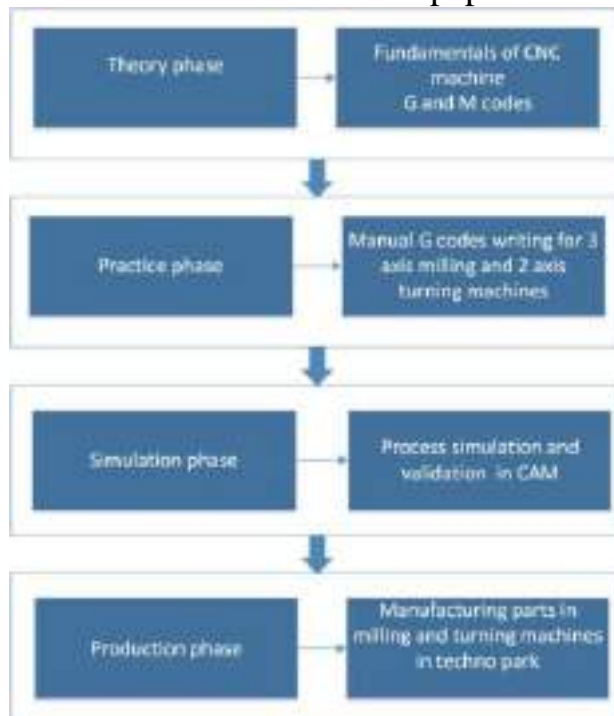 Theory phase
Fundamentals of CNC
machine
G and M codes
Practice phase
Manual G codes writing for 3
axis milling and 2 axis
turning machines
Simulation phase
Process simulation and
validation in CAM
Production phase
Manufacturing parts in
milling and turning machines
in techno park